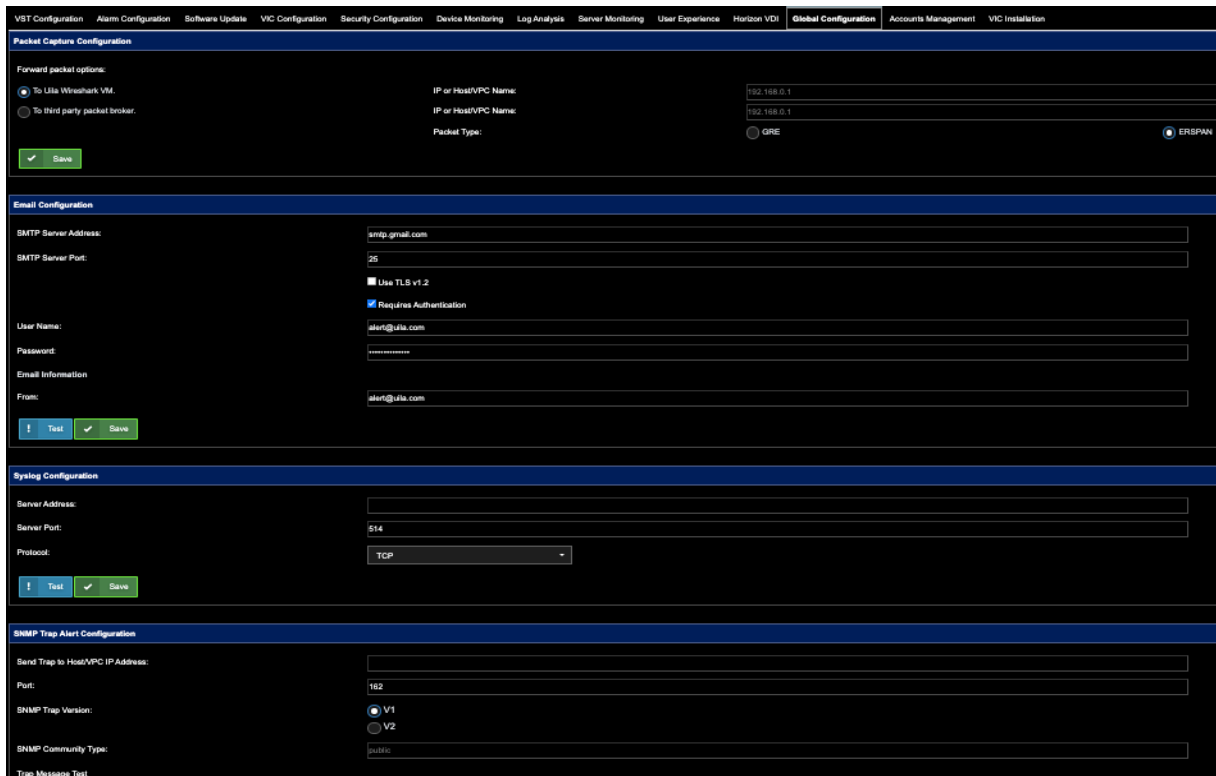 VST Configuration Alarm Configuration Software Update VIC Configuration Security Configuration Device Monitoring Log Analysis Server Monitoring User Experience Horizon VDI Global Configuration Accounts Management VIC Installation
Packet Capture Configuration
Forward packet options:
To Uila Wireshark VM. IP or Host/VPC Name: 192.168.0.1
To third party packet broker. IP or Host/VPC Name: 192.168.0.1
Packet Type: GRE ERSPAN
Save
Email Configuration
SMTP Server Address: smtp.gmail.com
SMTP Server Port: 25
Use TLS v1.2
Requires Authentication
User Name: alert@uila.com
Password:
Email Information
From: alert@uila.com
! Test Save
Syslog Configuration
Server Address:
Server Port: 514
Protocol: TCP
! Test Save
SNMP Trap Alert Configuration
Send Trap to Host/VPC IP Address:
Port: 162
SNMP Trap Version: V1
V2
SNMP Community Type: public
Trap Message Test